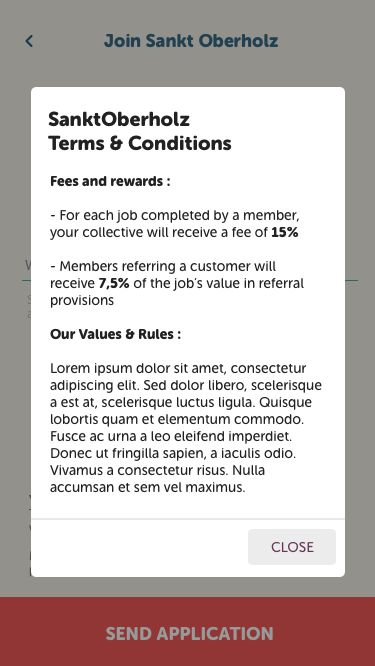 Join Sankt Oberholz
SanktOberholz
Terms & Conditions
Fees and rewards :
- For each job completed by a member,
your collective will receive a fee of 15%
- Members referring a customer will
receive 7,5% of the job's value in referral
provisions
Our Values & Rules :
Lorem ipsum dolor sit amet, consectetur
adipiscing elit. Sed dolor libero, scelerisque
a est at, scelerisque luctus ligula. Quisque
lobortis quam et elementum commodo.
Fusce ac urna a leo eleifend imperdiet.
Donec ut fringilla sapien, a iaculis odio.
Vivamus a consectetur risus. Nulla
accumsan et sem vel maximus.
CLOSE
SEND APPLICATION